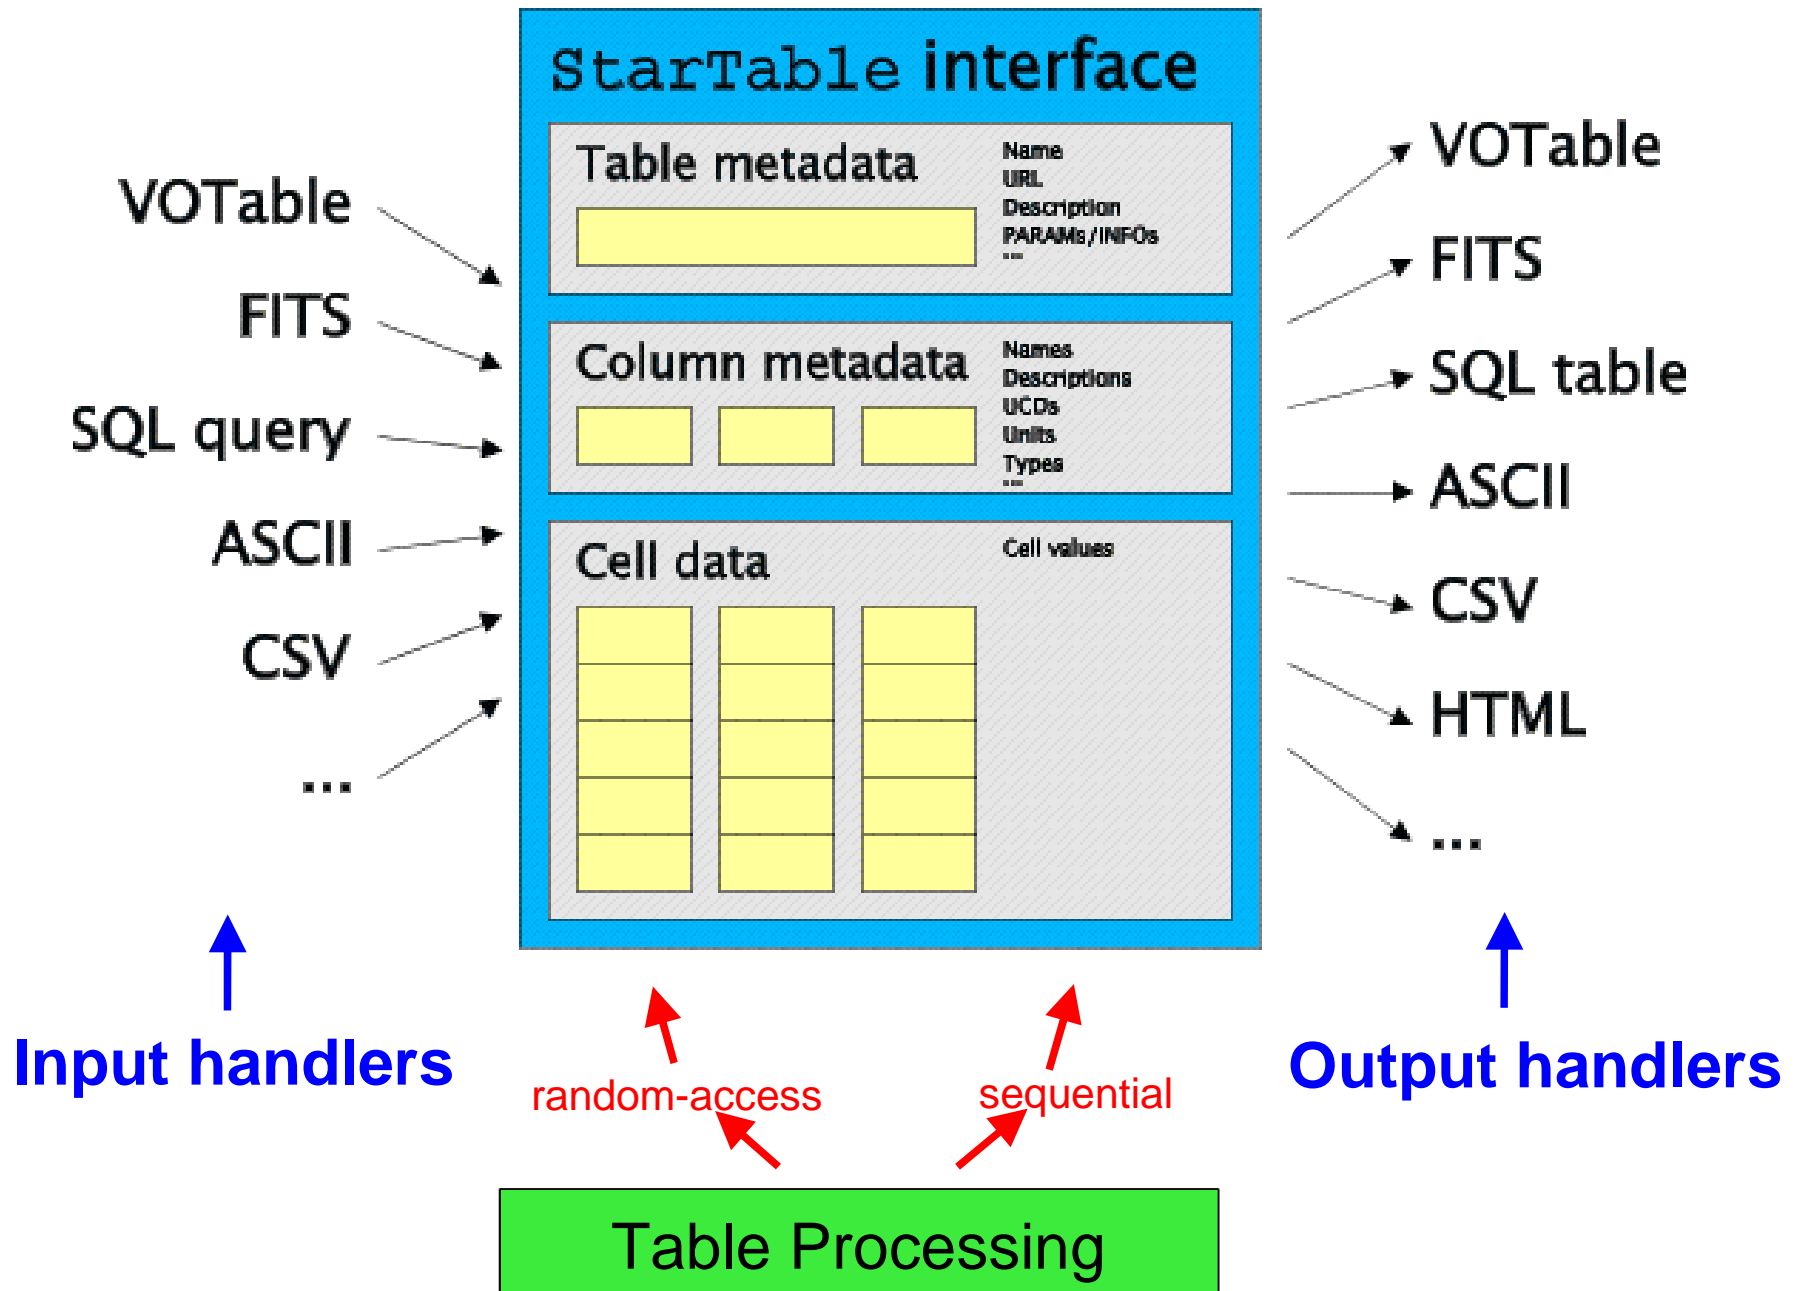 StarTable interface
Table metadata
Name
URL
Description
PARAMs/INFOs
...
Column metadata
Names
Descriptions
UCDs
Units
Types
...
Cell data
Cell values
VOTable
FITS
SQL query
ASCII
CSV
...
VOTable
FITS
SQL table
ASCII
CSV
HTML
...
Input handlers
Output handlers
random-access
sequential
Table Processing